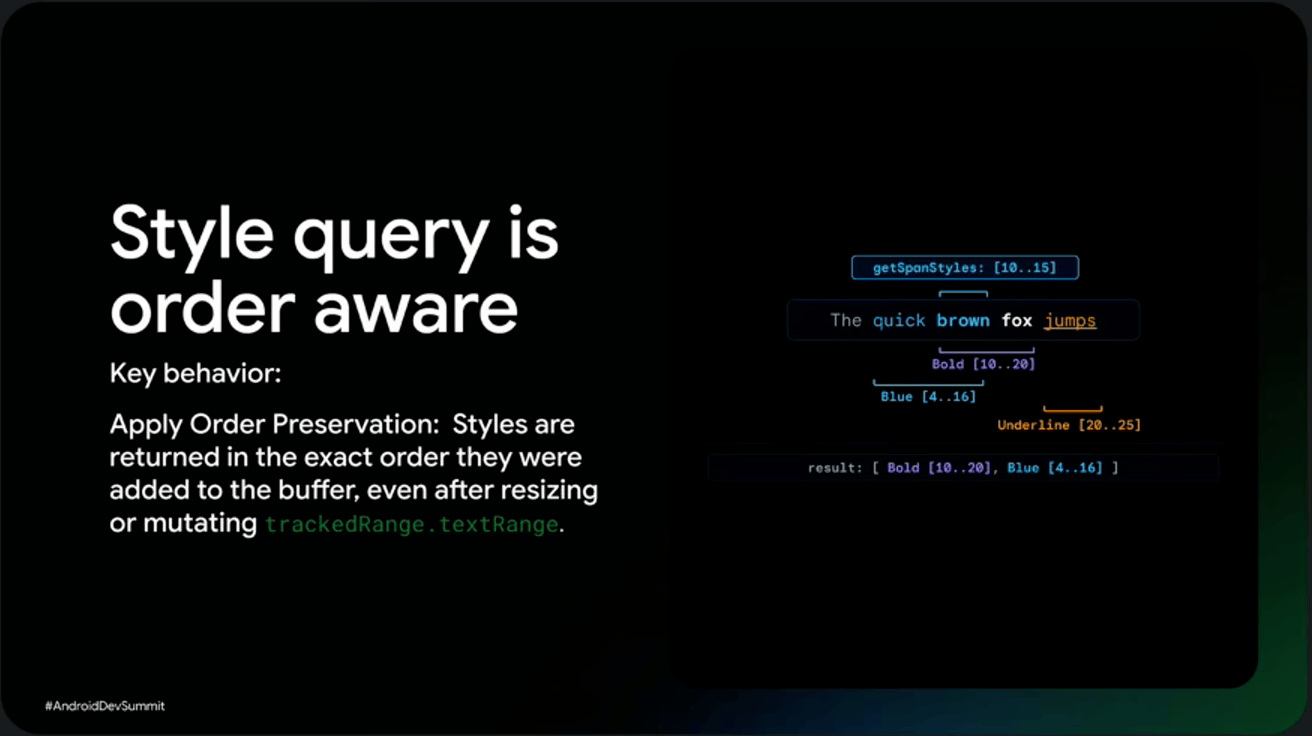 Style query is
order aware
Key behavior:
Apply Order Preservation:  Styles are
returned in the exact order they were
added to the buffer, even after resizing
or mutating trackedRange.textRange.
getSpanStyles: [10..15]
The quick brown fox jumps
Bold [10..20]
Blue [4..16]
Underline [20..25]
result: [ Bold [10..20], Blue [4..16] ]
#AndroidDevSummit